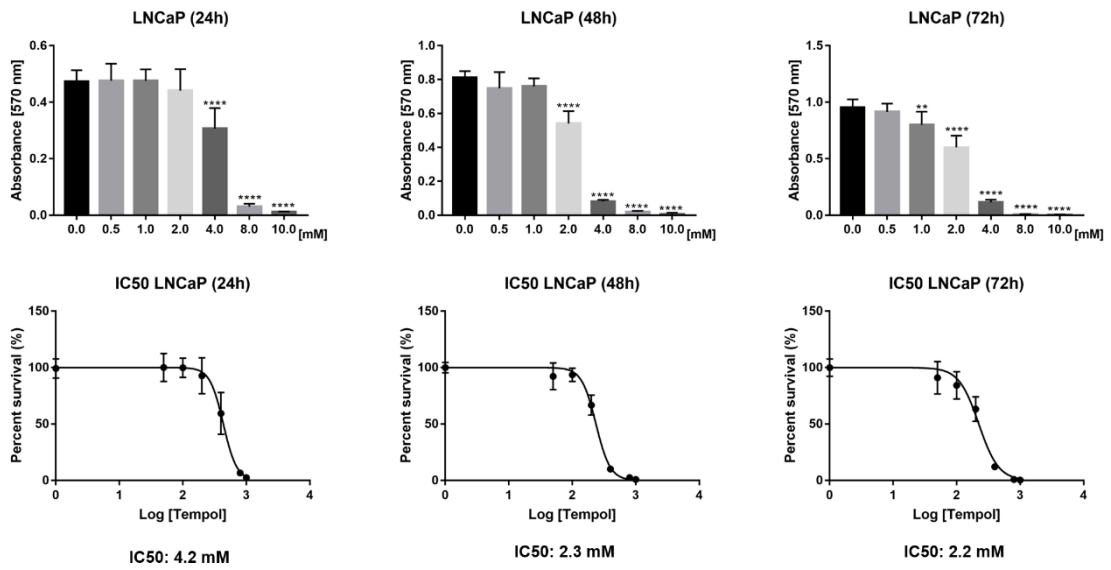 LNCaP (24h)
Absorbance [570 nm]
0.6
0.4
0.2
0.0
****
****
****
0.0 0.5 1.0 2.0 4.0 8.0 10.0 [mM]
LNCaP (48h)
Absorbance [570 nm]
1.0
0.8
0.6
0.4
0.2
0.0
****
****
****
****
0.0 0.5 1.0 2.0 4.0 8.0 10.0 [mM]
LNCaP (72h)
Absorbance [570 nm]
1.5
1.0
0.5
0.0
**
****
****
****
****
0.0 0.5 1.0 2.0 4.0 8.0 10.0 [mM]
IC50 LNCaP (24h)
Percent survival (%)
150
100
50
0
0 1 2 3 4
Log [Tempol]
IC50: 4.2 mM
IC50 LNCaP (48h)
Percent survival (%)
150
100
50
0
0 1 2 3 4
Log [Tempol]
IC50: 2.3 mM
IC50 LNCaP (72h)
Percent survival (%)
150
100
50
0
0 1 2 3 4
Log [Tempol]
IC50: 2.2 mM